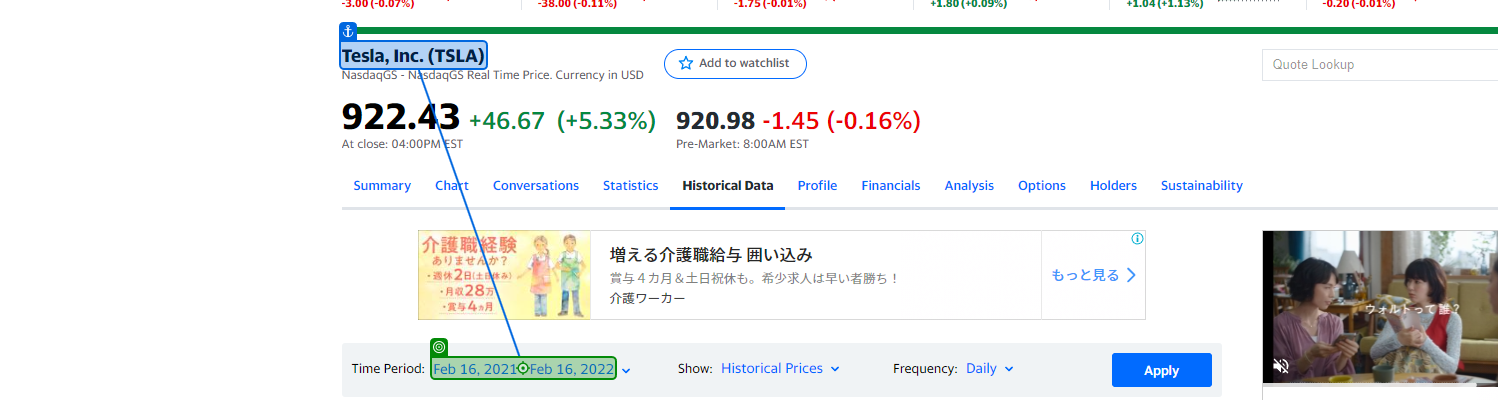 -3.00 (-0.07%) -38.00 (-0.11%) -1.75 (-0.01%) +1.80 (+0.09%) +1.04 (+1.13%) -0.20 (-0.01%)
Tesla, Inc. (TSLA)
NasdaqGS - NasdaqGS Real Time Price. Currency in USD
Add to watchlist
Quote Lookup
922.43 +46.67 (+5.33%) 920.98 -1.45 (-0.16%)
At close: 04:00PM EST Pre-Market: 8:00AM EST
Summary Chart Conversations Statistics Historical Data Profile Financials Analysis Options Holders Sustainability
介護職経験
ありませんか?
・週休2日(土日休み)
・月収28万
・賞与4ヵ月
増える介護職給与 囲い込み
賞与４カ月＆土日祝休も。希少求人は早い者勝ち！
介護ワーカー
もっと見る
ウォルトって誰？
Time Period: Feb 16, 2021 Feb 16, 2022 Show: Historical Prices Frequency: Daily Apply